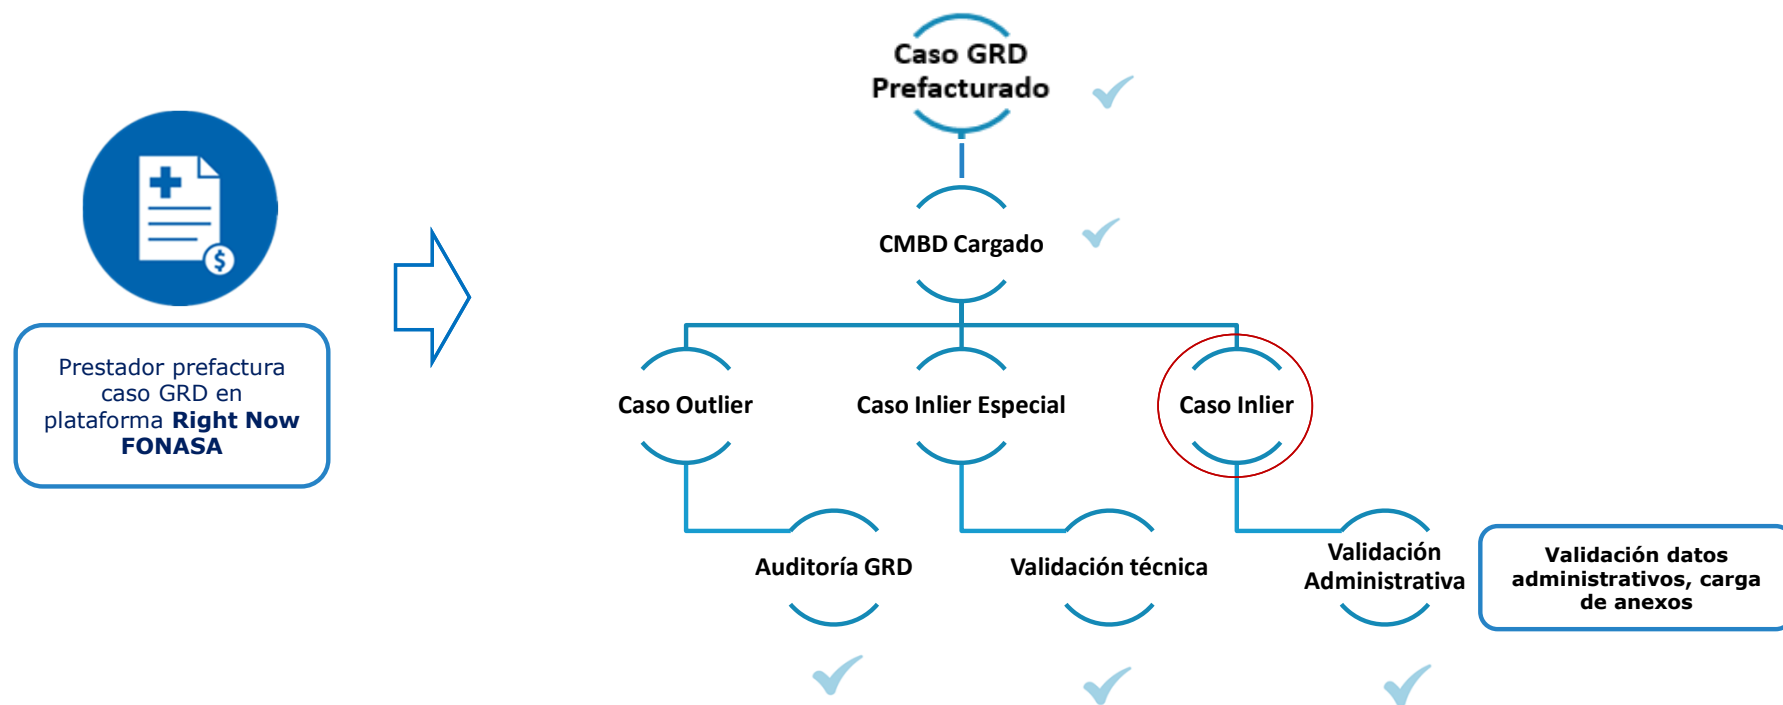 Caso GRD
Prefacturado
$
Prestador prefactura
caso GRD en
plataforma Right Now
FONASA
CMBD Cargado
Caso Outlier
Caso Inlier Especial
Caso Inlier
Auditoría GRD
Validación técnica
Validación
Administrativa
Validación datos
administrativos, carga
de anexos